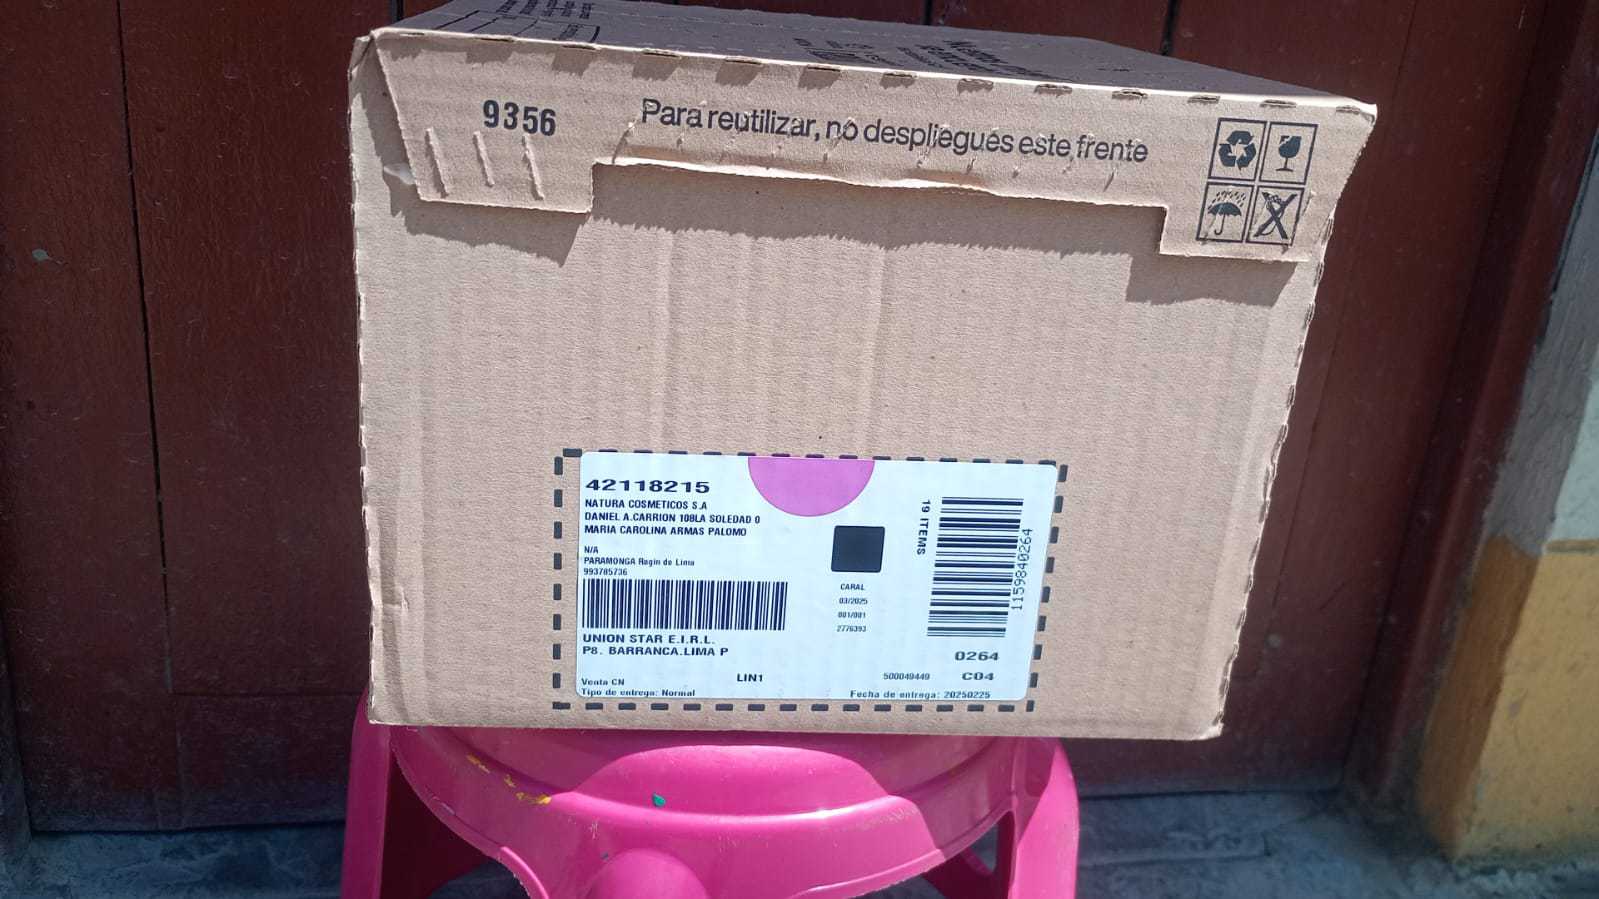 9356
Para reutilizar, no despliegues este frente
42118215
NATURA COSMETICOS S.A
DANIEL A.CARRION 108LA SOLEDAD 0
MARIA CAROLINA ARMAS PALOMO
N/A
PARAMONGA Regin de Lima
993785736
UNION STAR E.I.R.L.
P8. BARRANCA.LIMA P
Venta CN
Tipo de entrega: Normal
LIN1
CARAL
03/2025
001/001
2776393
19 ITEMS
1159840264
0264
500049449
C04
Fecha de entrega: 20250225